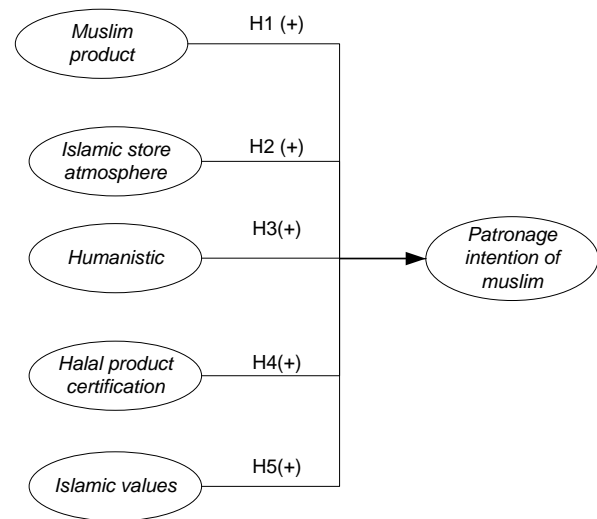 Muslim
product
H1 (+)
Islamic store
atmosphere
H2 (+)
Humanistic
H3(+)
Patronage
intention of
muslim
Halal product
certification
H4(+)
Islamic values
H5(+)